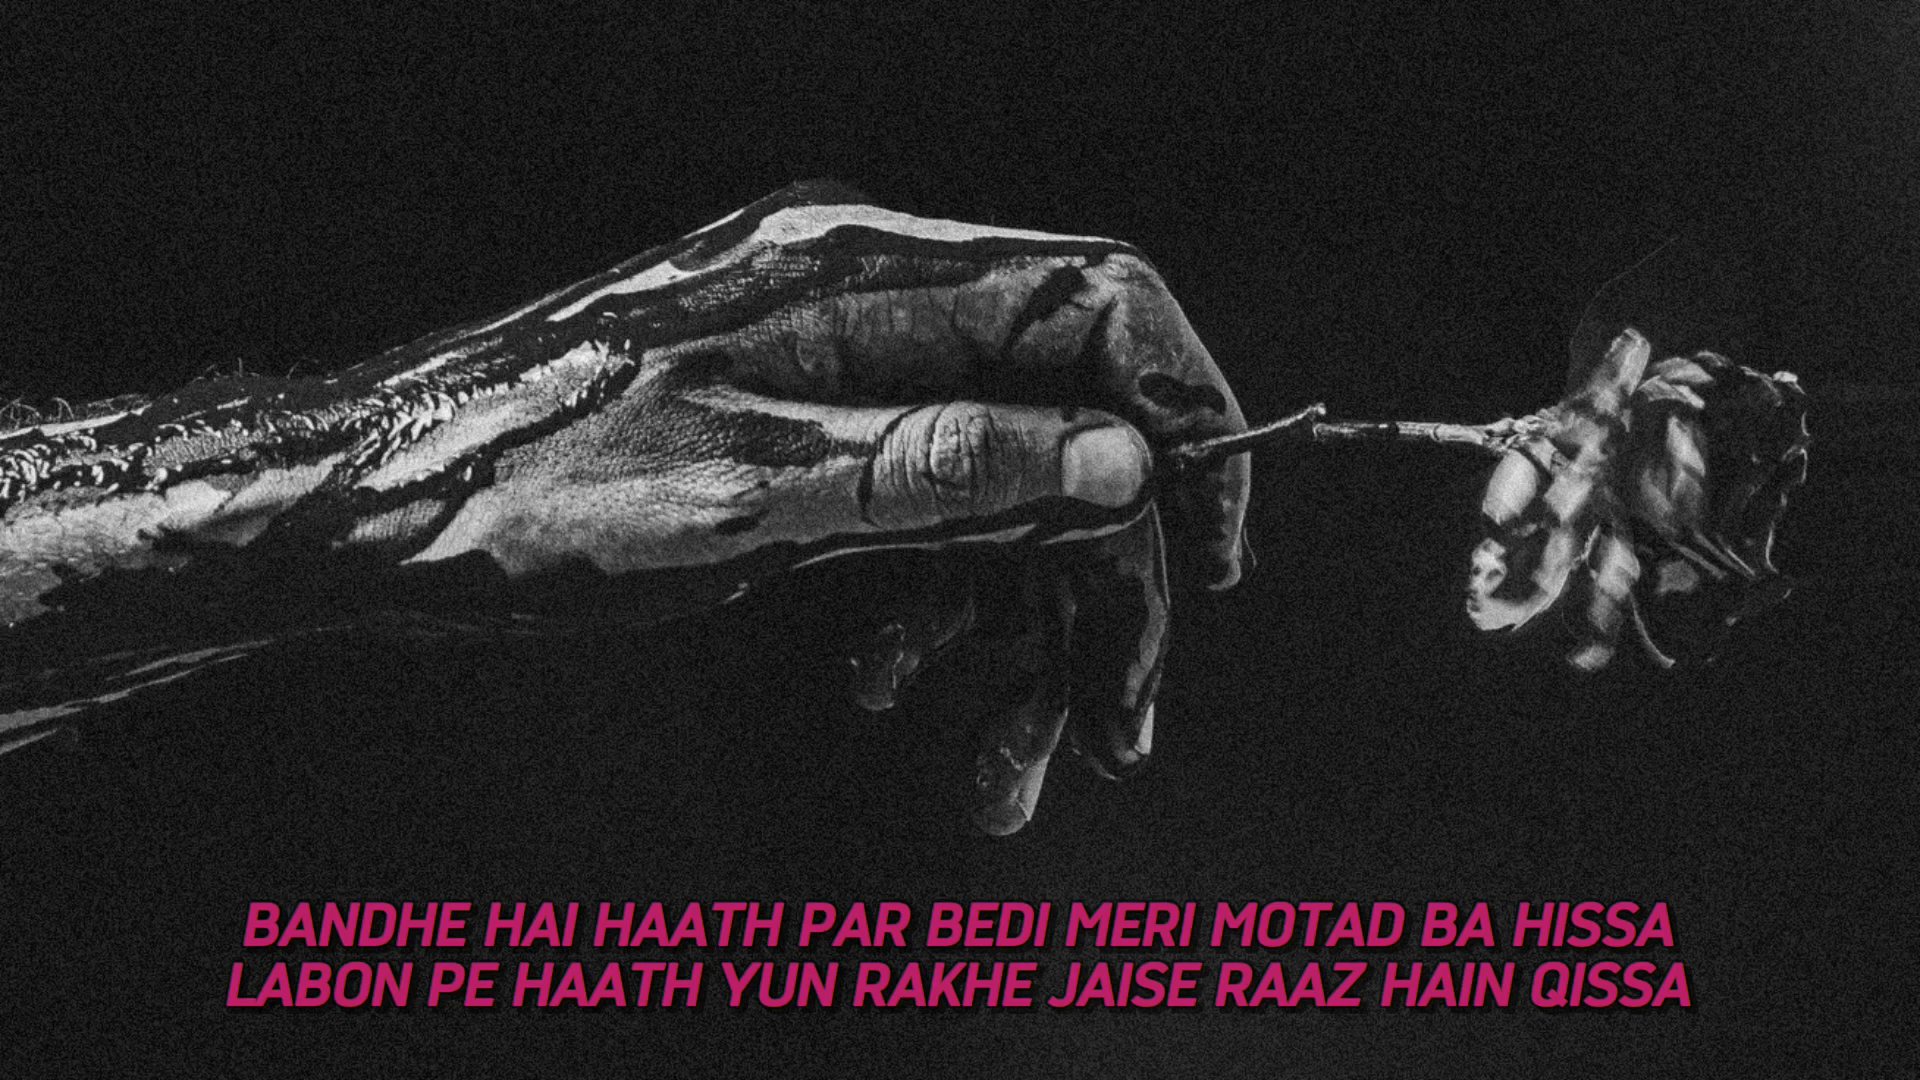 BANDHE HAI HAATH PAR BEDI MERI MOTAD BA HISSA
LABON PE HAATH YUN RAKHE JAISE RAAZ HAIN QISSA